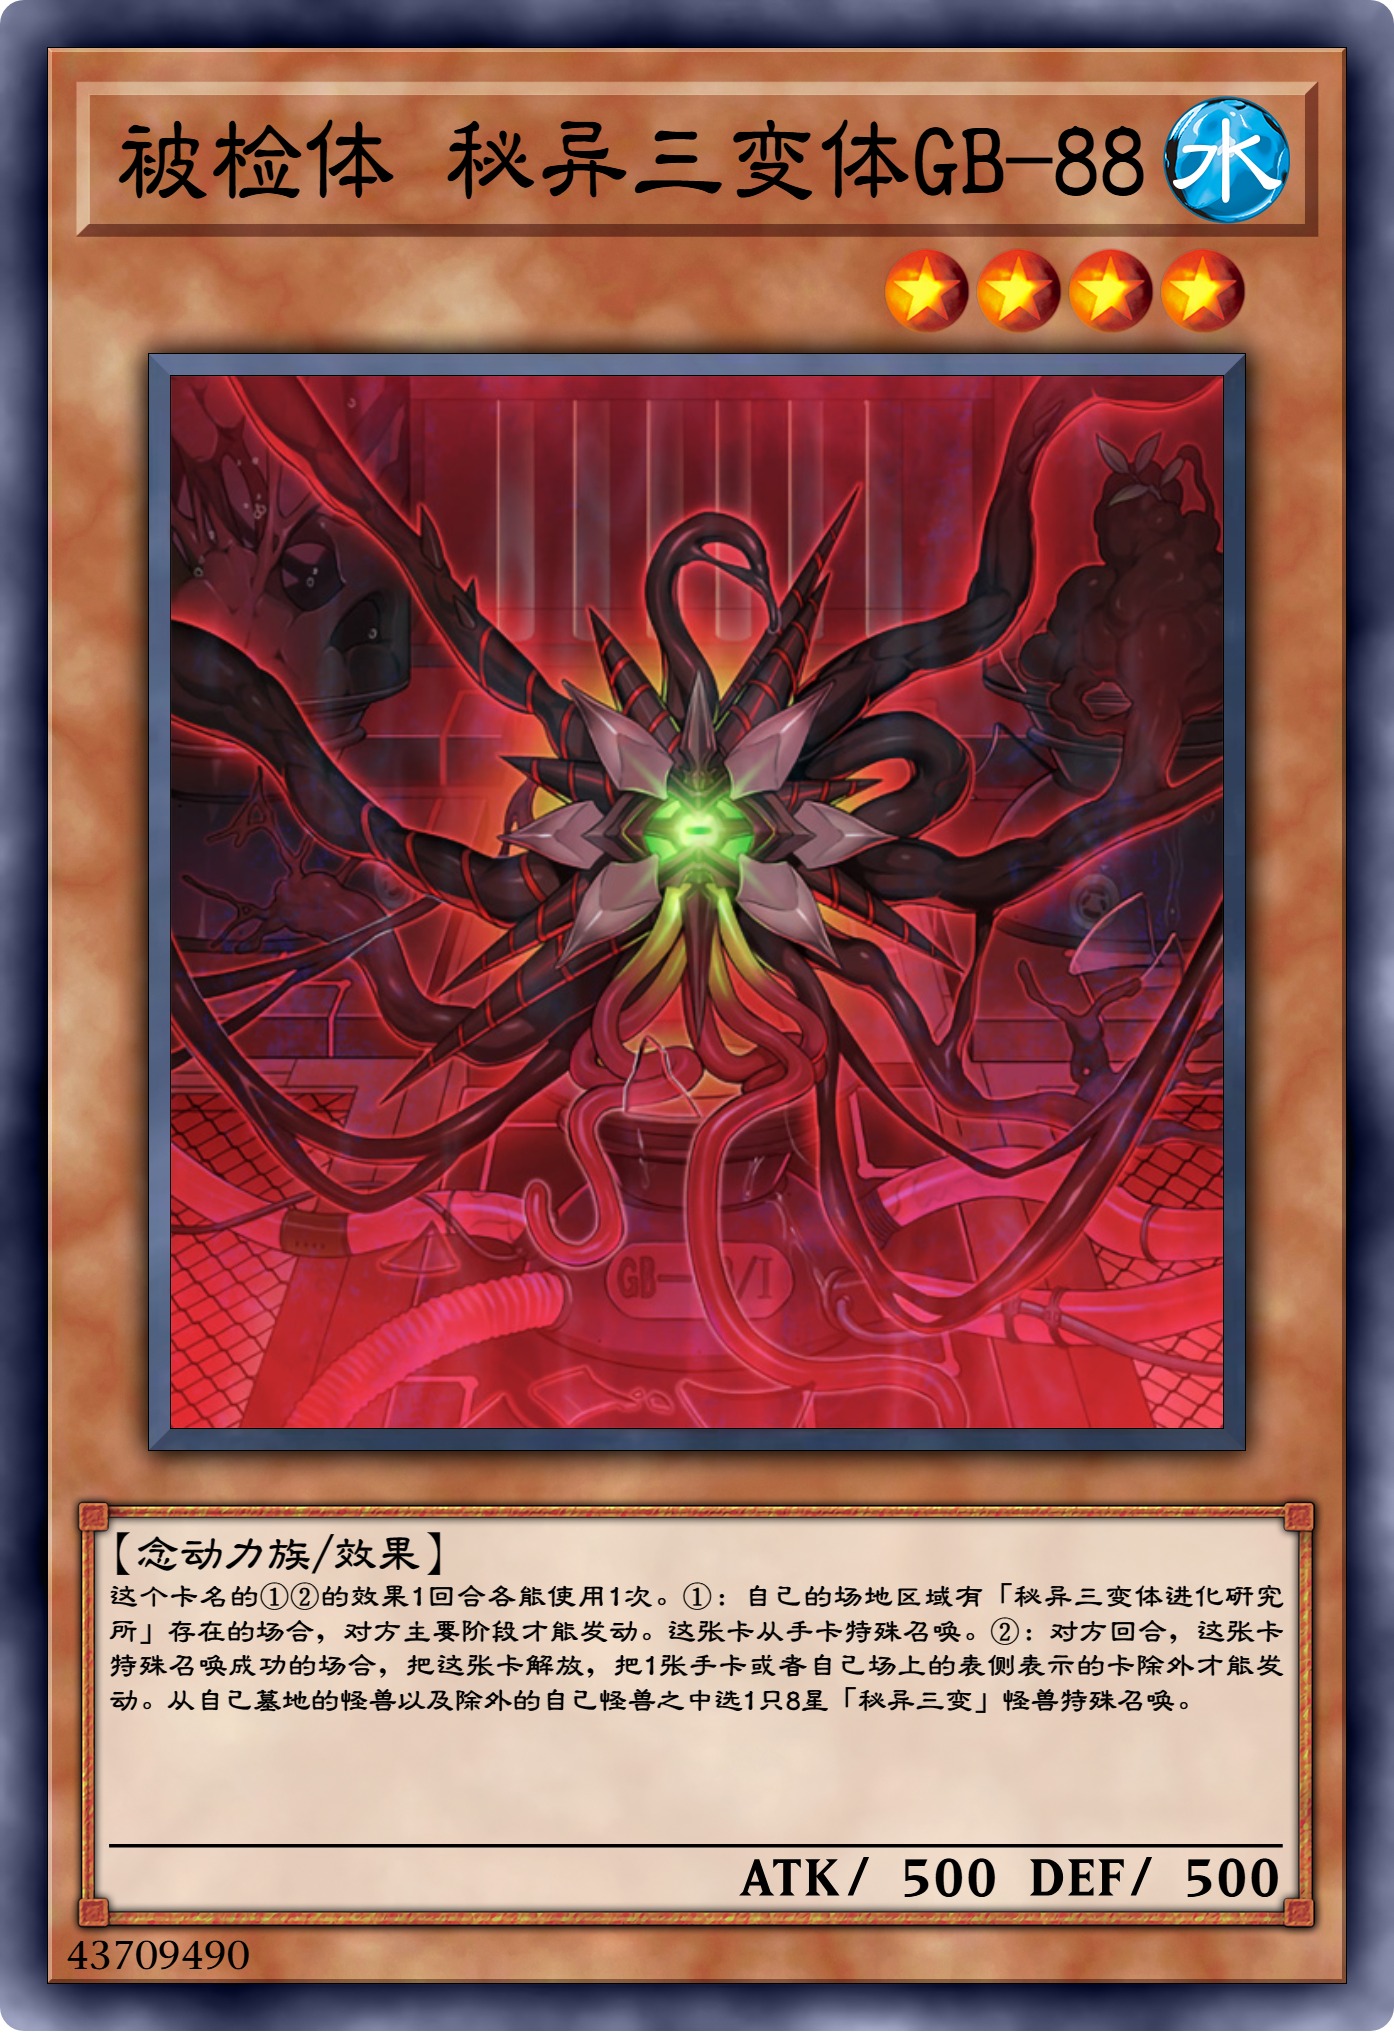 被检体 秘异三变体GB-88
水
GB-
/I
【念动力族/效果】
这个卡名的①②的效果1回合各能使用1次。①：自己的场地区域有「秘异三变体进化研究
所」存在的场合，对方主要阶段才能发动。这张卡从手卡特殊召唤。②：对方回合，这张卡
特殊召唤成功的场合，把这张卡解放，把1张手卡或者自己场上的表侧表示的卡除外才能发
动。从自己墓地的怪兽以及除外的自己怪兽之中选1只8星「秘异三变」怪兽特殊召唤。
ATK/ 500 DEF/ 500
43709490